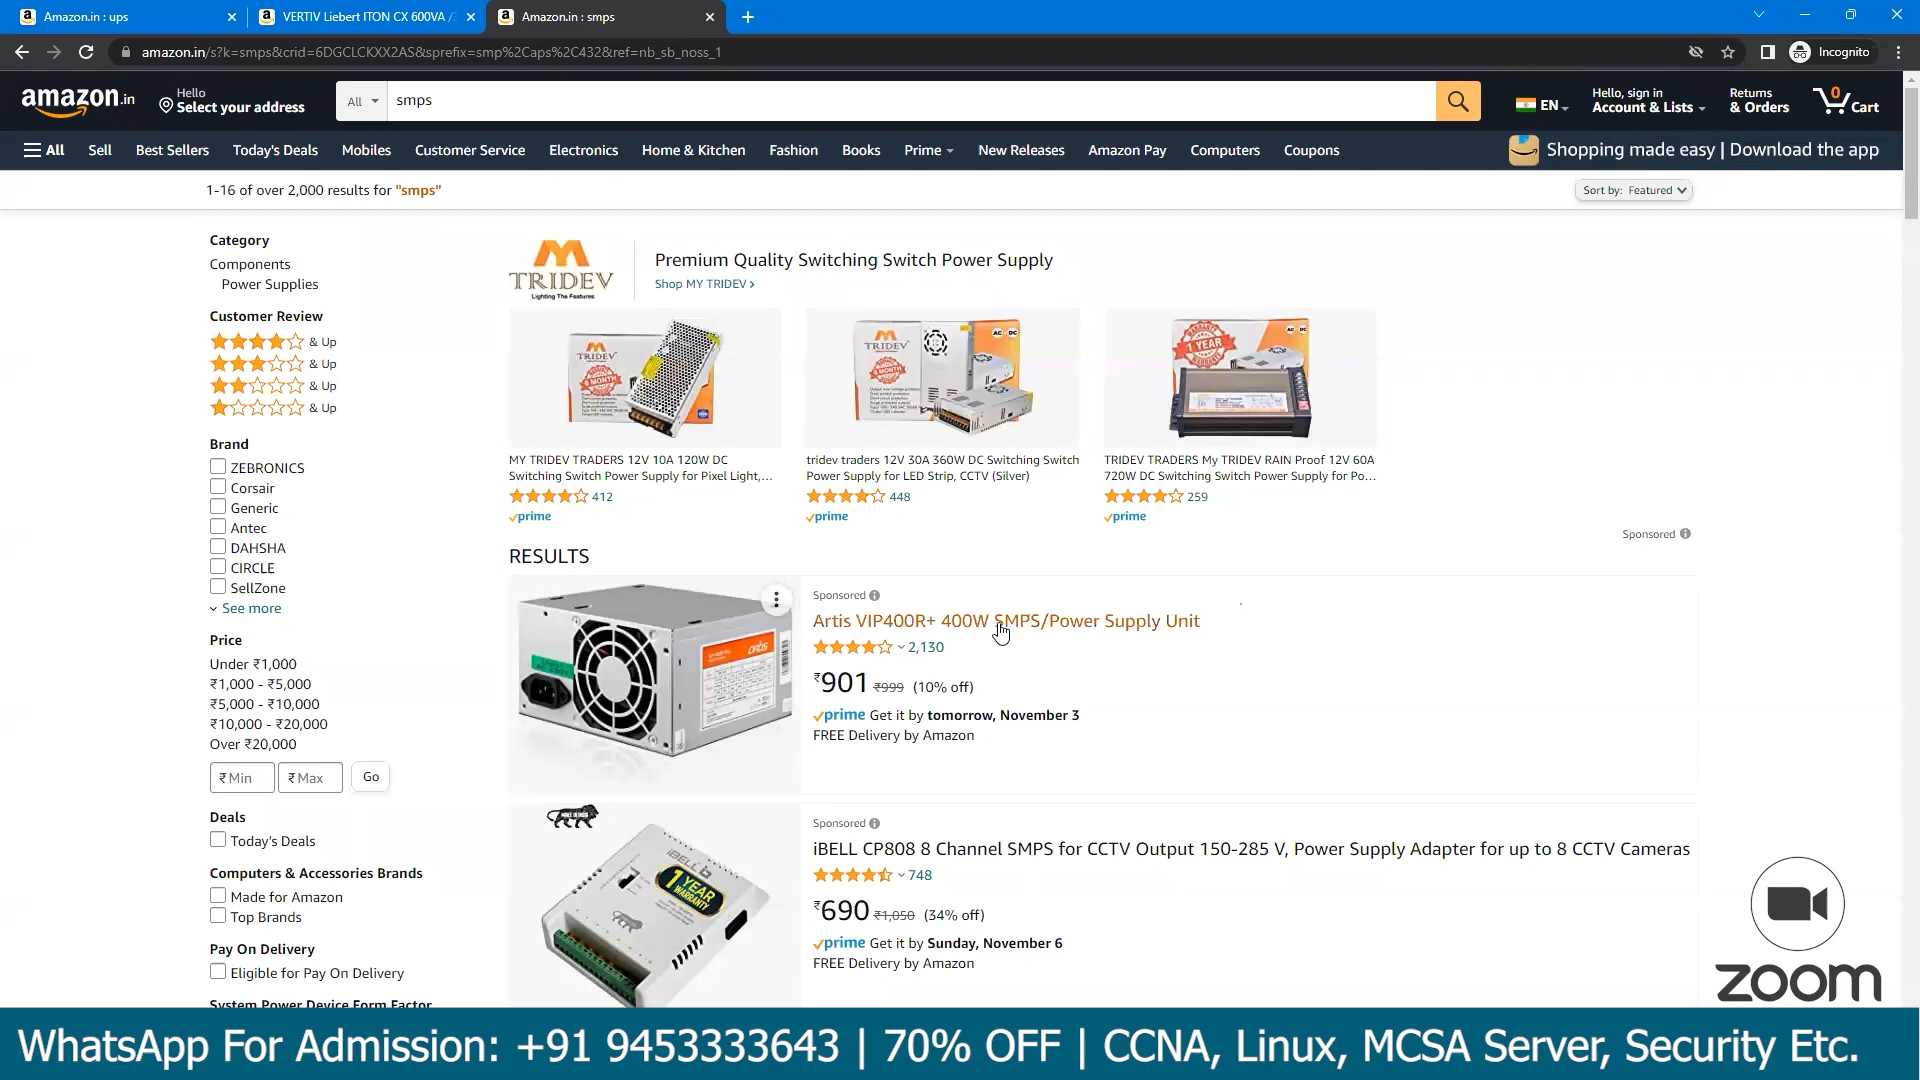 Amazon.in : ups
VERTIV Liebert ITON CX 600VA /
Amazon.in : smps
amazon.in/s?k=smps&crid=6DGCLCKXX2AS&sprefix=smp%2Caps%2C432&ref=nb_sb_noss_1
Incognito
amazon.in
Hello
Select your address
All
smps
EN
Hello, sign in
Account & Lists
Returns
& Orders
0
Cart
All
Sell
Best Sellers
Today's Deals
Mobiles
Customer Service
Electronics
Home & Kitchen
Fashion
Books
Prime
New Releases
Amazon Pay
Computers
Coupons
Shopping made easy | Download the app
1-16 of over 2,000 results for "smps"
Sort by: Featured
Category
Components
Power Supplies
Customer Review
& Up
& Up
& Up
& Up
Brand
ZEBRONICS
Corsair
Generic
Antec
DAHSHA
CIRCLE
SellZone
See more
Price
Under ₹1,000
₹1,000 - ₹5,000
₹5,000 - ₹10,000
₹10,000 - ₹20,000
Over ₹20,000
₹ Min
₹ Max
Go
Deals
Today's Deals
Computers & Accessories Brands
Made for Amazon
Top Brands
Pay On Delivery
Eligible for Pay On Delivery
System Power Device Form Factor
TRIDEV
Lighting The Features
Premium Quality Switching Switch Power Supply
Shop MY TRIDEV ›
MY TRIDEV TRADERS 12V 10A 120W DC
Switching Switch Power Supply for Pixel Light,...
412
prime
tridev traders 12V 30A 360W DC Switching Switch
Power Supply for LED Strip, CCTV (Silver)
448
prime
TRIDEV TRADERS My TRIDEV RAIN Proof 12V 60A
720W DC Switching Switch Power Supply for Po...
259
prime
Sponsored
RESULTS
Sponsored
Artis VIP400R+ 400W SMPS/Power Supply Unit
2,130
₹901 ₹999 (10% off)
prime Get it by tomorrow, November 3
FREE Delivery by Amazon
Sponsored
iBELL CP808 8 Channel SMPS for CCTV Output 150-285 V, Power Supply Adapter for up to 8 CCTV Cameras
748
₹690 ₹1,050 (34% off)
prime Get it by Sunday, November 6
FREE Delivery by Amazon
iBELL
1 YEAR
WARRANTY
zoom
WhatsApp For Admission: +91 9453333643 | 70% OFF | CCNA, Linux, MCSA Server, Security Etc.